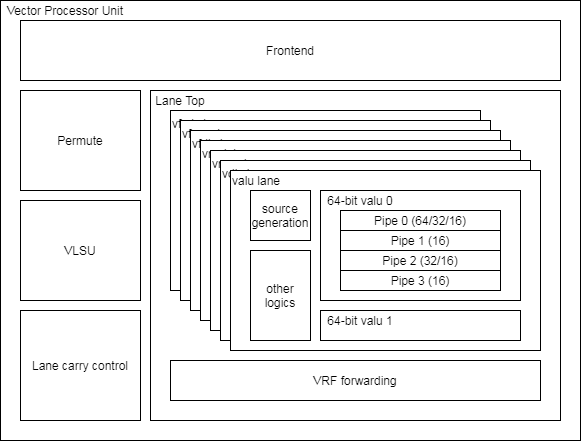 Vector Processor Unit
Frontend
Permute
VLSU
Lane carry control
Lane Top
valu lane
source
generation
other
logics
64-bit valu 0
Pipe 0 (64/32/16)
Pipe 1 (16)
Pipe 2 (32/16)
Pipe 3 (16)
64-bit valu 1
VRF forwarding